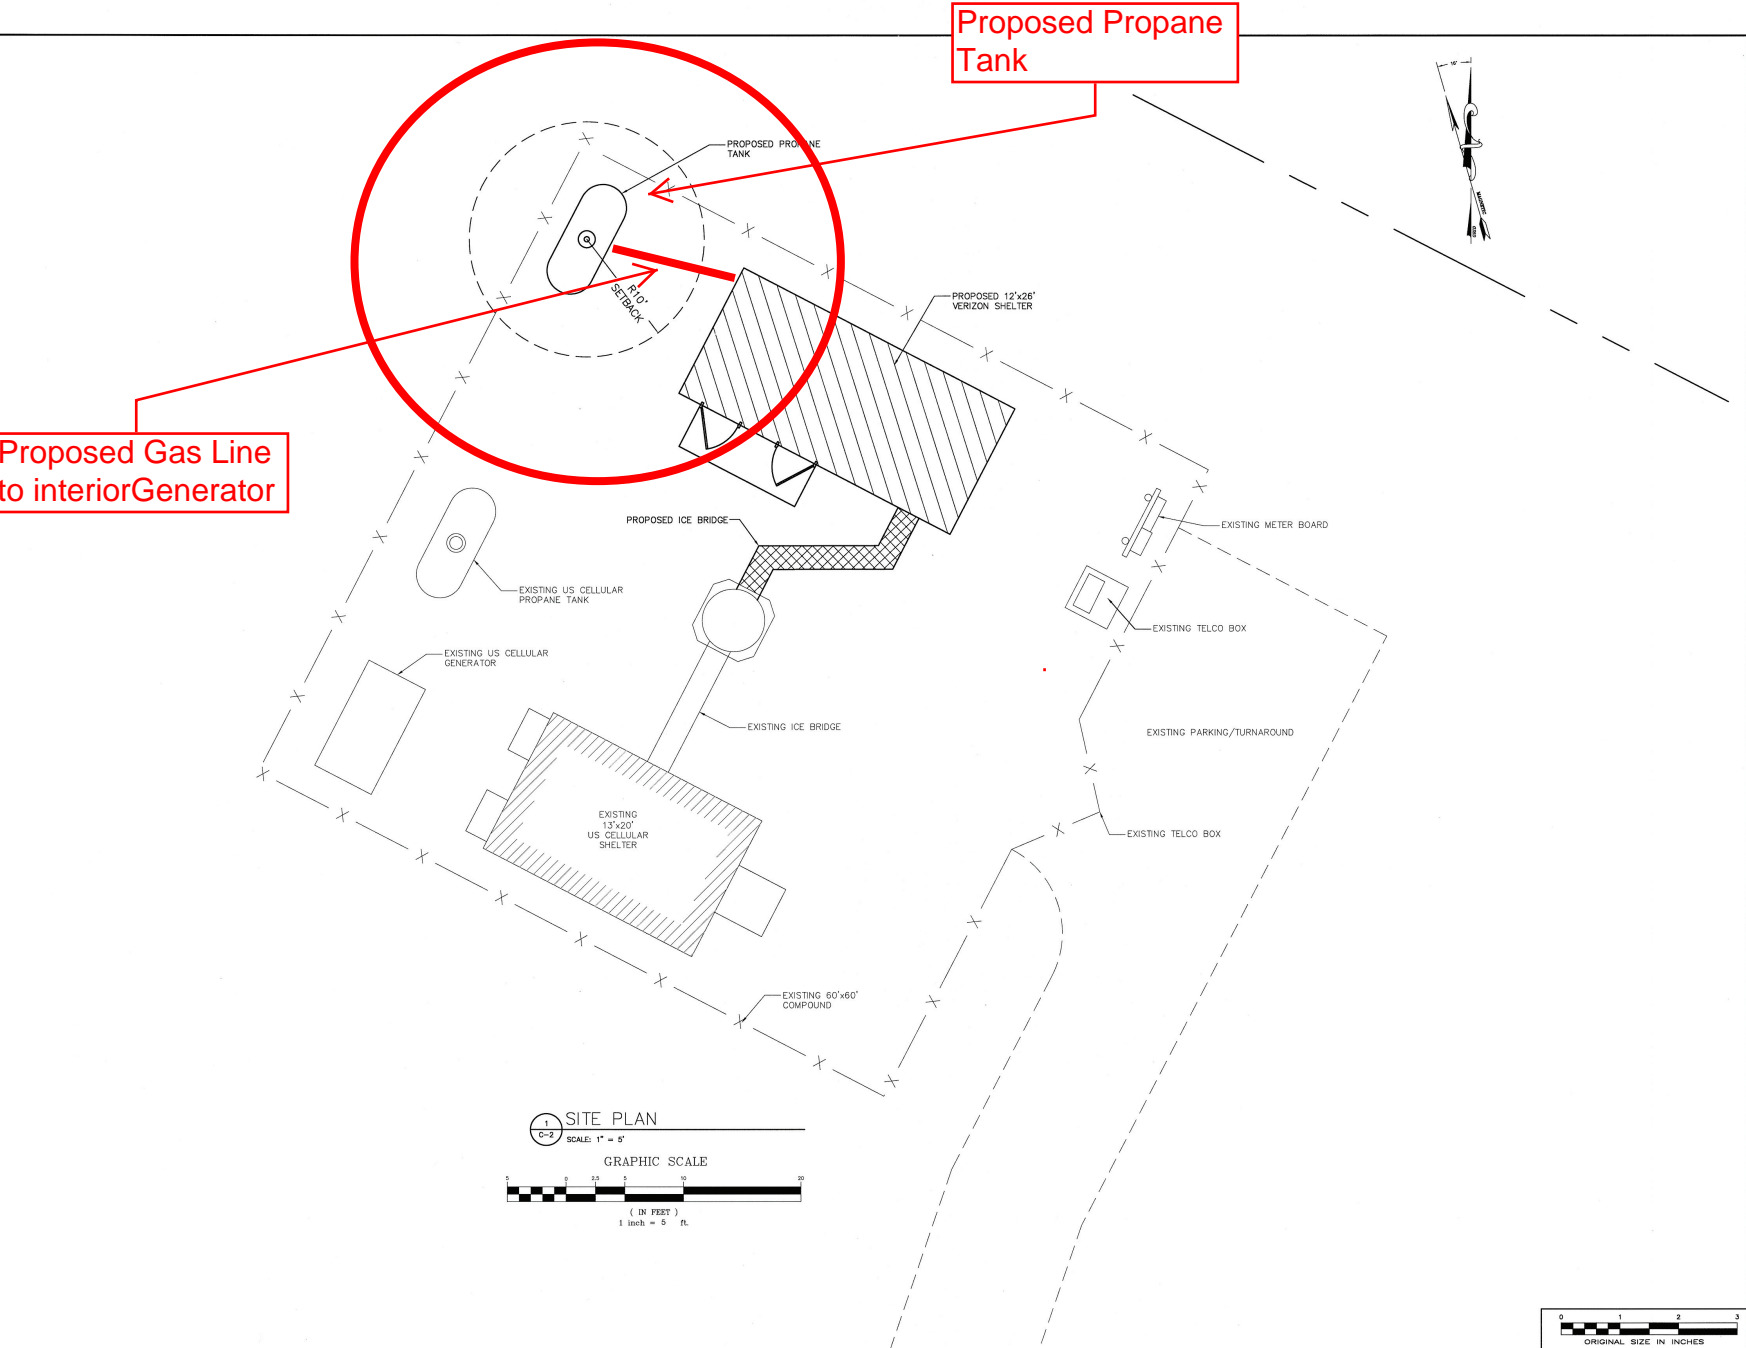 Proposed Propane
Tank
16°
PROPOSED PROPANE
TANK
MAGNETIC
R10'
SETBACK
PROPOSED 12'x26'
VERIZON SHELTER
Proposed Gas Line
to interiorGenerator
PROPOSED ICE BRIDGE
EXISTING METER BOARD
EXISTING US CELLULAR
PROPANE TANK
EXISTING TELCO BOX
EXISTING US CELLULAR
GENERATOR
EXISTING ICE BRIDGE
EXISTING PARKING/TURNAROUND
EXISTING
13'x20'
US CELLULAR
SHELTER
EXISTING TELCO BOX
EXISTING 60'x60'
COMPOUND
1
C-2
SITE PLAN
SCALE: 1" = 5'
GRAPHIC SCALE
5 0 2.5 5 10 20
( IN FEET )
1 inch = 5 ft.
0 1 2 3
ORIGINAL SIZE IN INCHES